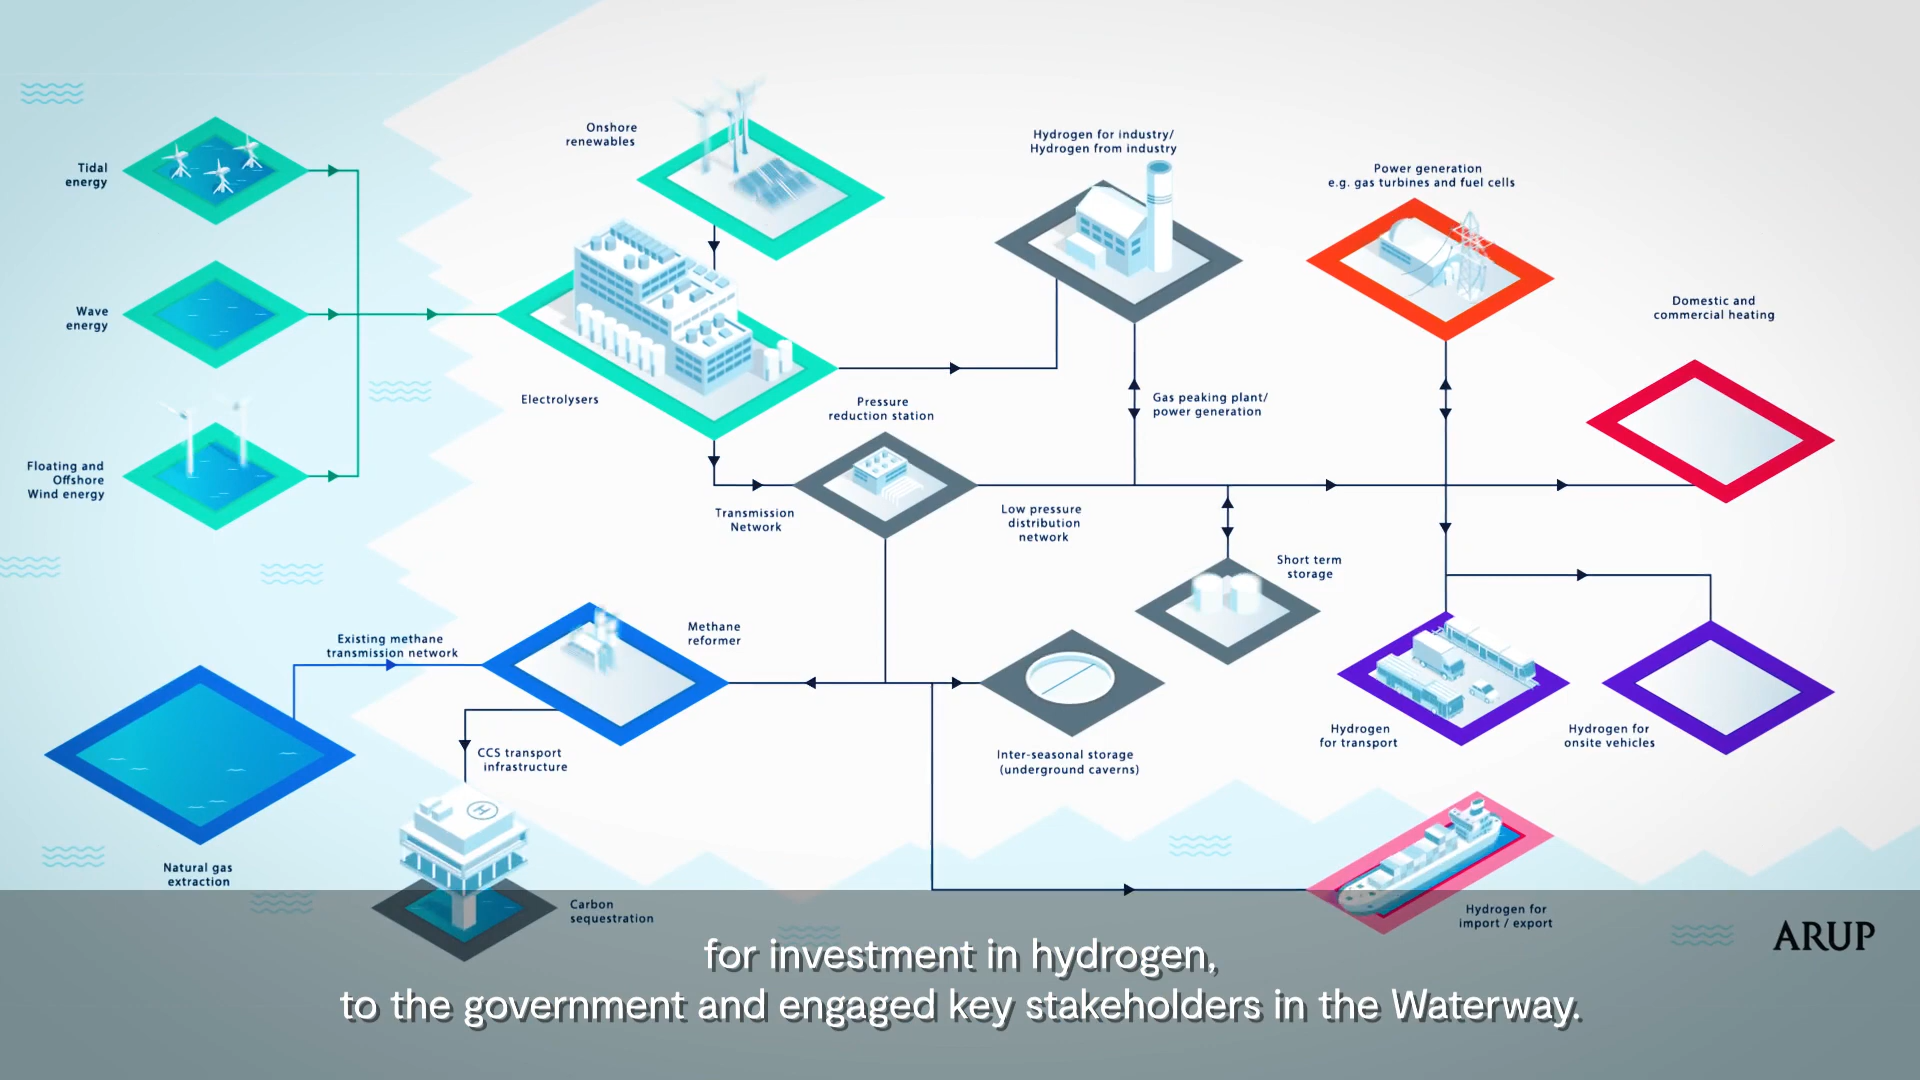 Onshore
renewables
Hydrogen for industry/
Hydrogen from industry
Power generation
e.g. gas turbines and fuel cells
Tidal
energy
Wave
energy
Domestic and
commercial heating
Electrolysers
Pressure
reduction station
Gas peaking plant/
power generation
Floating and
Offshore
Wind energy
Transmission
Network
Low pressure
distribution
network
Short term
storage
Existing methane
transmission network
Methane
reformer
CCS transport
infrastructure
Inter-seasonal storage
(underground caverns)
Hydrogen
for transport
Hydrogen for
onsite vehicles
H
Natural gas
extraction
Carbon
sequestration
Hydrogen for
import / export
ARUP
for investment in hydrogen,
to the government and engaged key stakeholders in the Waterway.